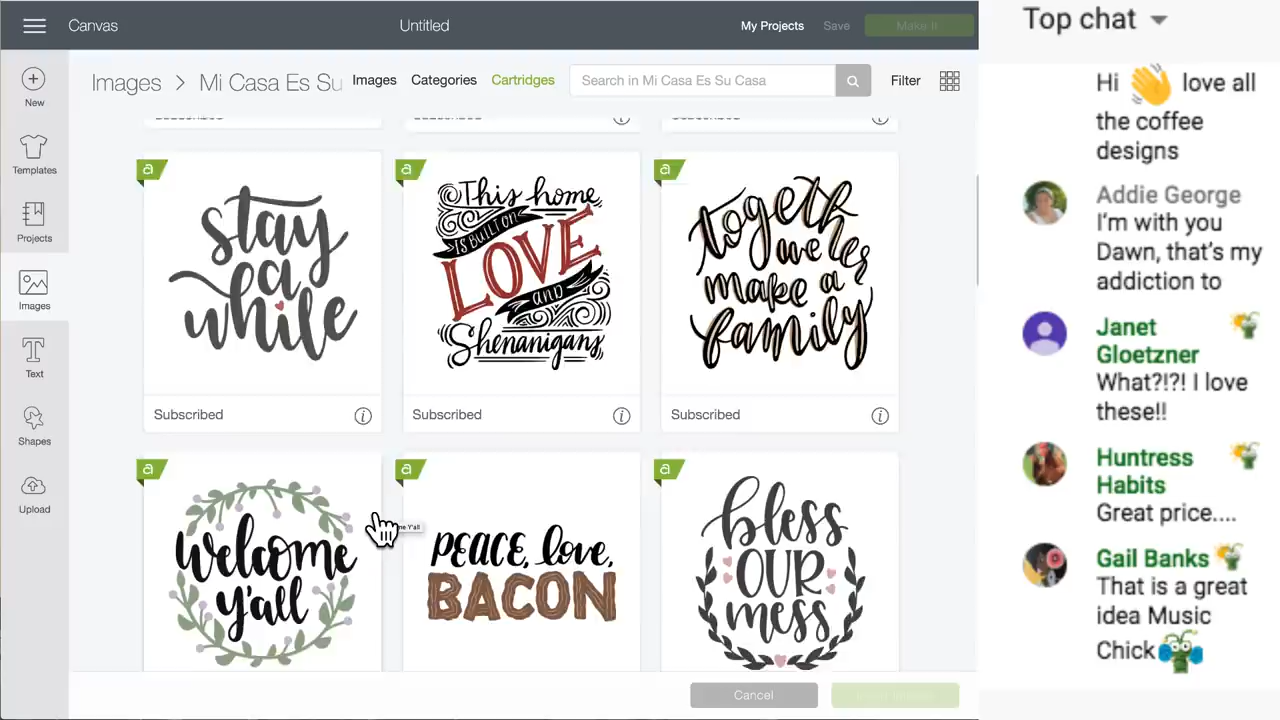 Canvas
Untitled
My Projects
Save
Make It
Images > Mi Casa Es Su
Images
Categories
Cartridges
Search in Mi Casa Es Su Casa
Filter
New
Templates
Projects
Images
Text
Shapes
Upload
Subscribed
Subscribed
Subscribed
a
stay
a
while
Subscribed
a
This home
IS BUILT ON
LOVE
and
Shenanigans
Subscribed
a
together
we
make a
family
Subscribed
a
welcome
y'all
a
PEACE, love,
BACON
a
bless
OUR
mess
Cancel
Top chat
Hi 👋 love all
the coffee
designs
Addie George
I'm with you
Dawn, that's my
addiction to
Janet
Gloetzner
What?!?! I love
these!!
Huntress
Habits
Great price....
Gail Banks
That is a great
idea Music
Chick